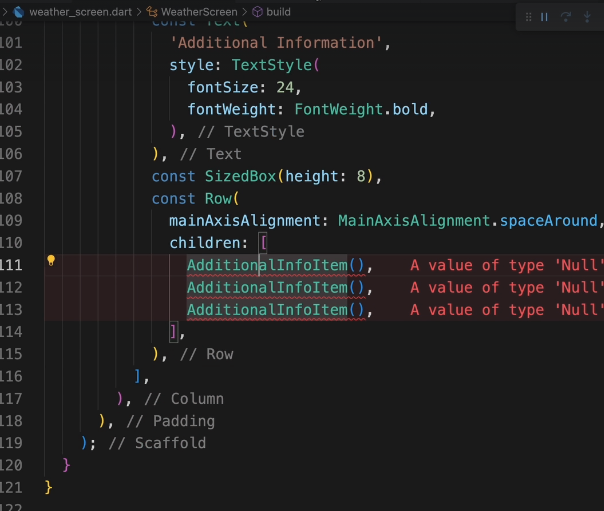 weather_screen.dart > WeatherScreen > build
100 const Text(
101 'Additional Information',
102 style: TextStyle(
103 fontSize: 24,
104 fontWeight: FontWeight.bold,
105 ), // TextStyle
106 ), // Text
107 const SizedBox(height: 8),
108 const Row(
109 mainAxisAlignment: MainAxisAlignment.spaceAround,
110 children: [
111 AdditionalInfoItem(), A value of type 'Null'
112 AdditionalInfoItem(), A value of type 'Null'
113 AdditionalInfoItem(), A value of type 'Null'
114 ],
115 ), // Row
116 ],
117 ), // Column
118 ), // Padding
119 ); // Scaffold
120 }
121 }
122